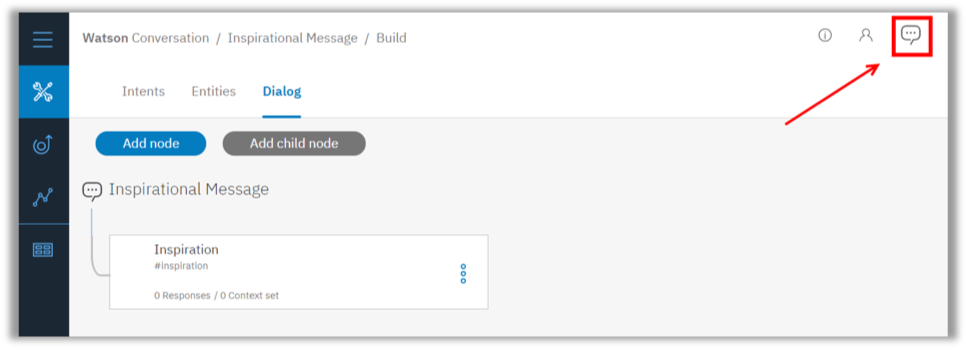 Watson Conversation / Inspirational Message / Build
Intents Entities Dialog
Add node Add child node
Inspirational Message
Inspiration
#inspiration
0 Responses / 0 Context set